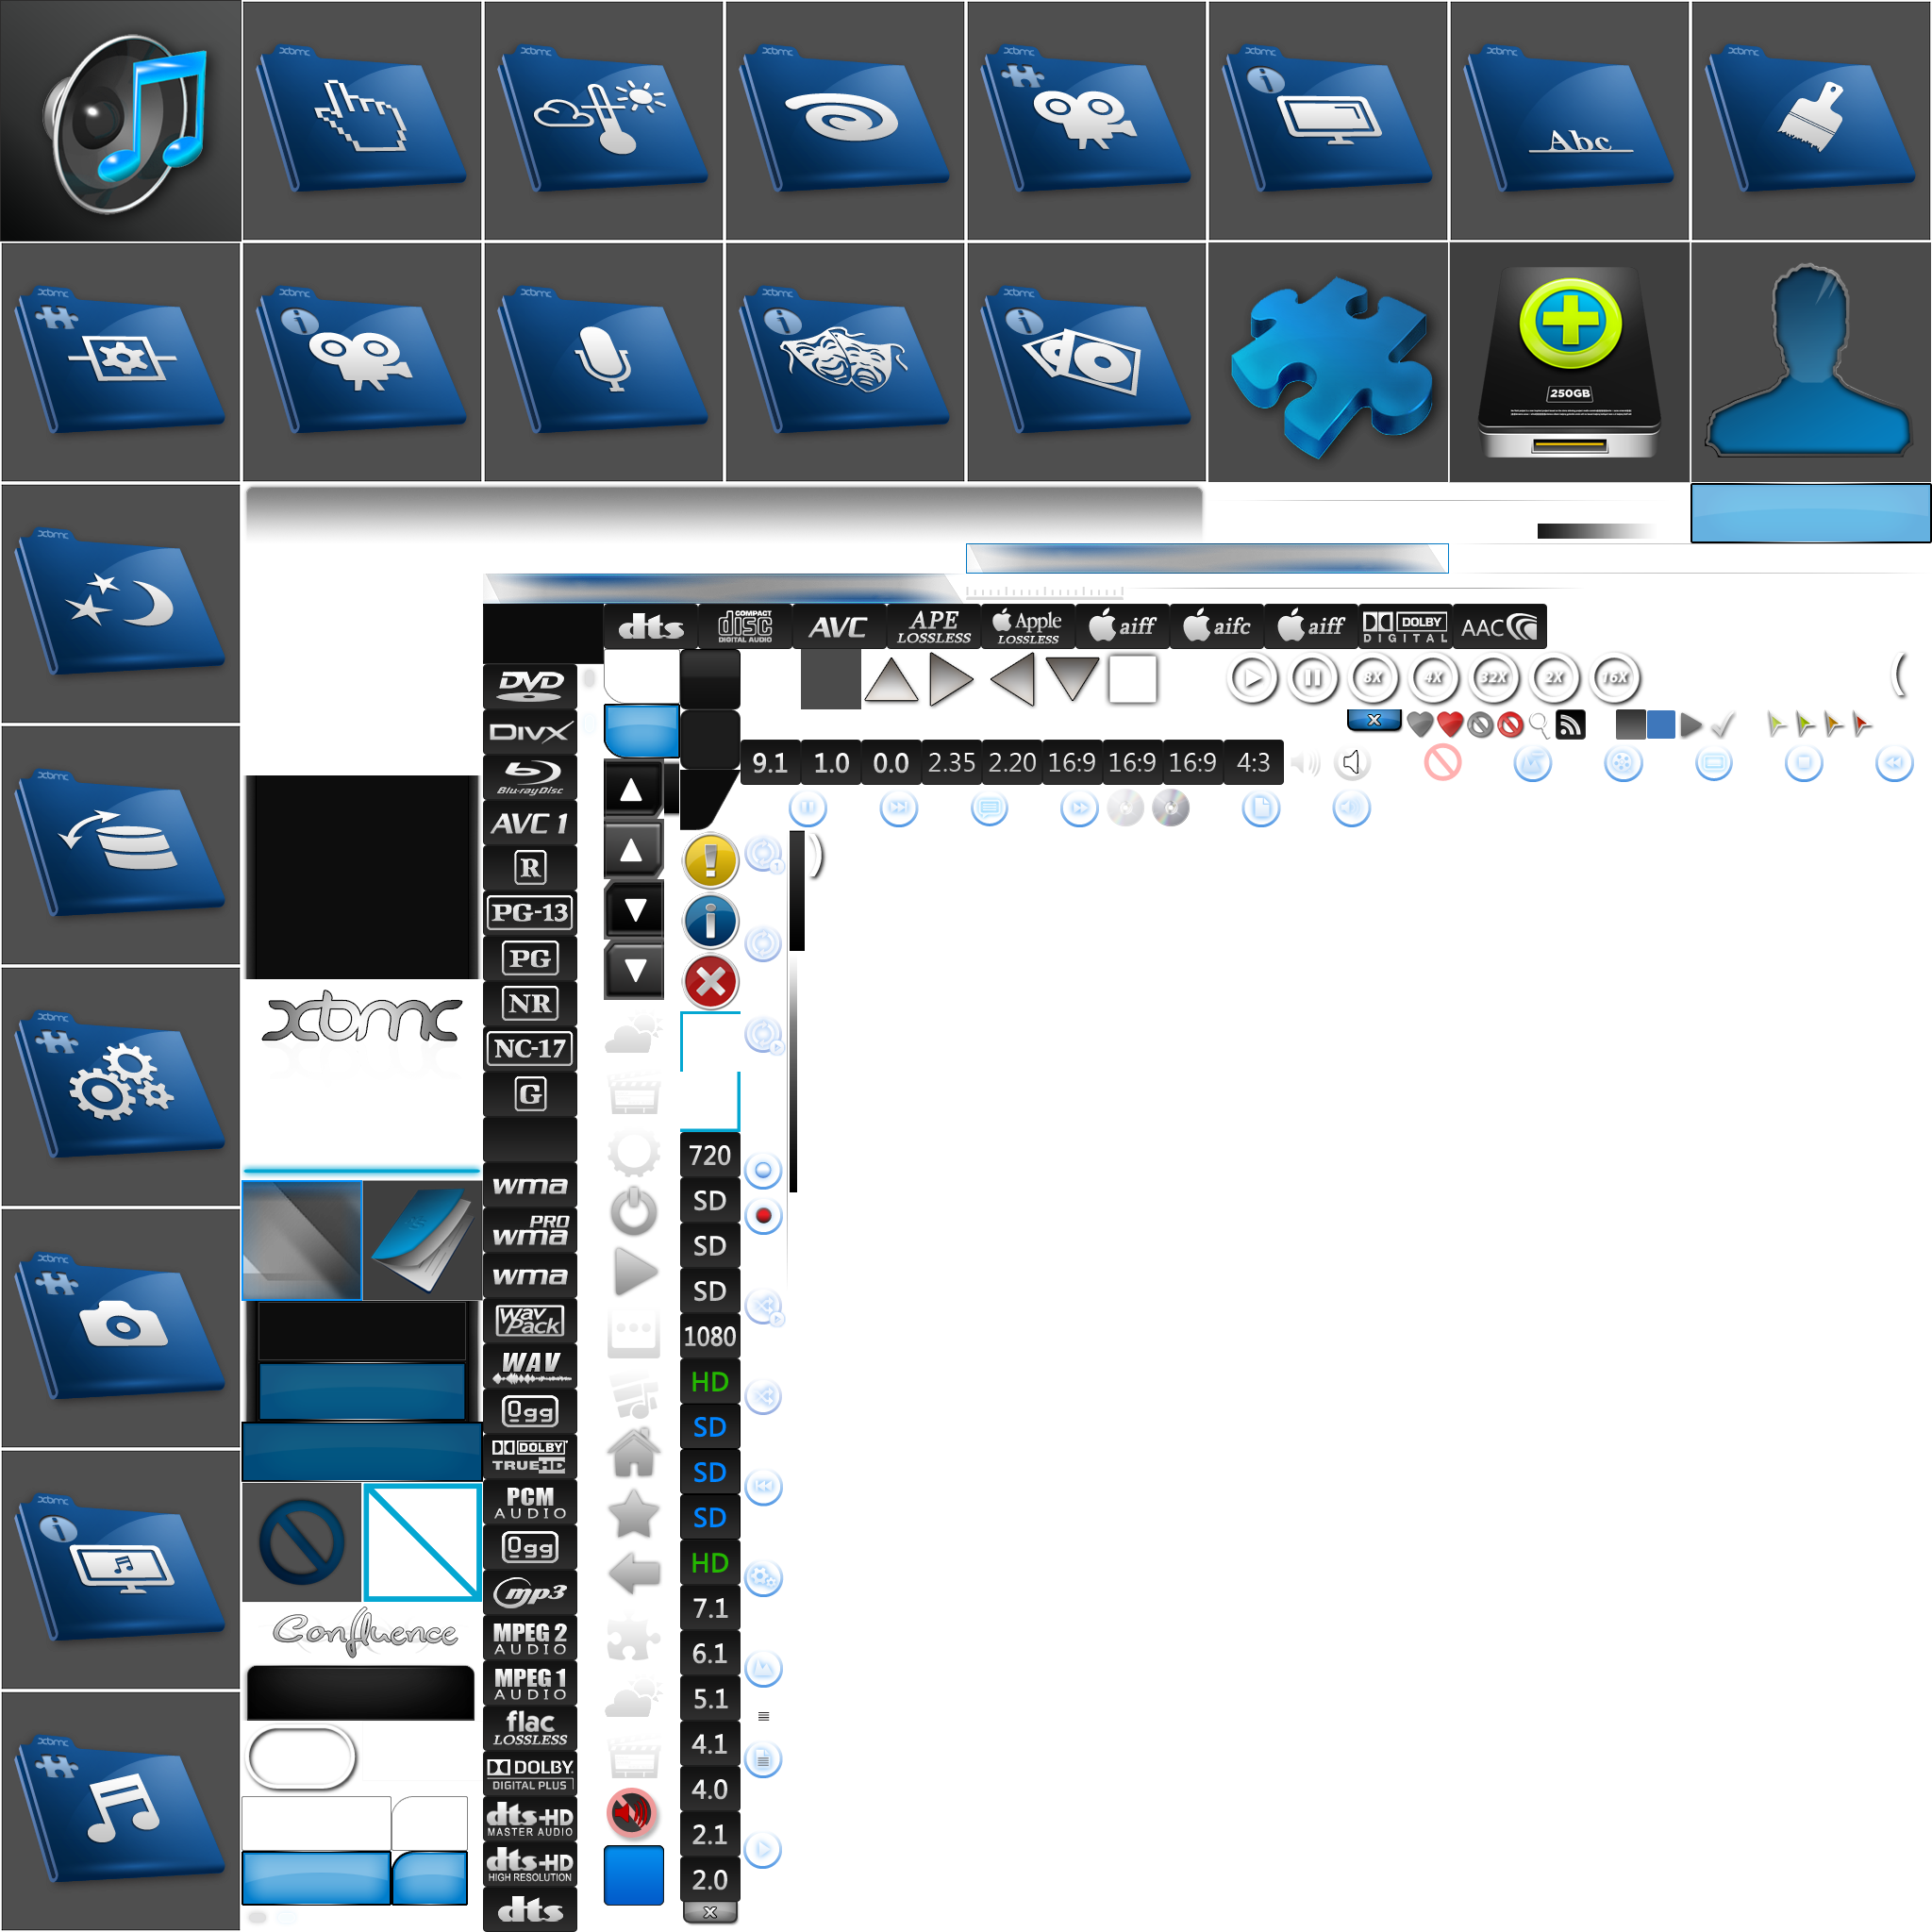 xbmc
xbmc
xbmc
xbmc
xbmc
xbmc
Abc
xbmc
xbmc
xbmc
xbmc
xbmc
xbmc
250GB
xbmc
xbmc
xbmc
xbmc
xbmc
xbmc
dts
COMPACT disc DIGITAL AUDIO
AVC
APE LOSSLESS
Apple LOSSLESS
aiff
aifc
aiff
DOLBY DIGITAL
AAC
8X
4X
32X
2X
16X
9.1
1.0
0.0
2.35
2.20
16:9
16:9
16:9
4:3
xbmc
Confluence
DVD
DIVX
Blu-ray Disc
AVC 1
R
PG-13
PG
NR
NC-17
G
wma
PRO
wma
wma
Wav
Pack
WAV
Ogg
DOLBY
TRUEHD
PCM
AUDIO
Ogg
mp3
MPEG 2
AUDIO
MPEG 1
AUDIO
flac
LOSSLESS
DOLBY
DIGITAL PLUS
dts-HD
MASTER AUDIO
dts-HD
HIGH RESOLUTION
dts
720
SD
SD
SD
1080
HD
SD
SD
SD
HD
7.1
6.1
5.1
4.1
4.0
2.1
2.0